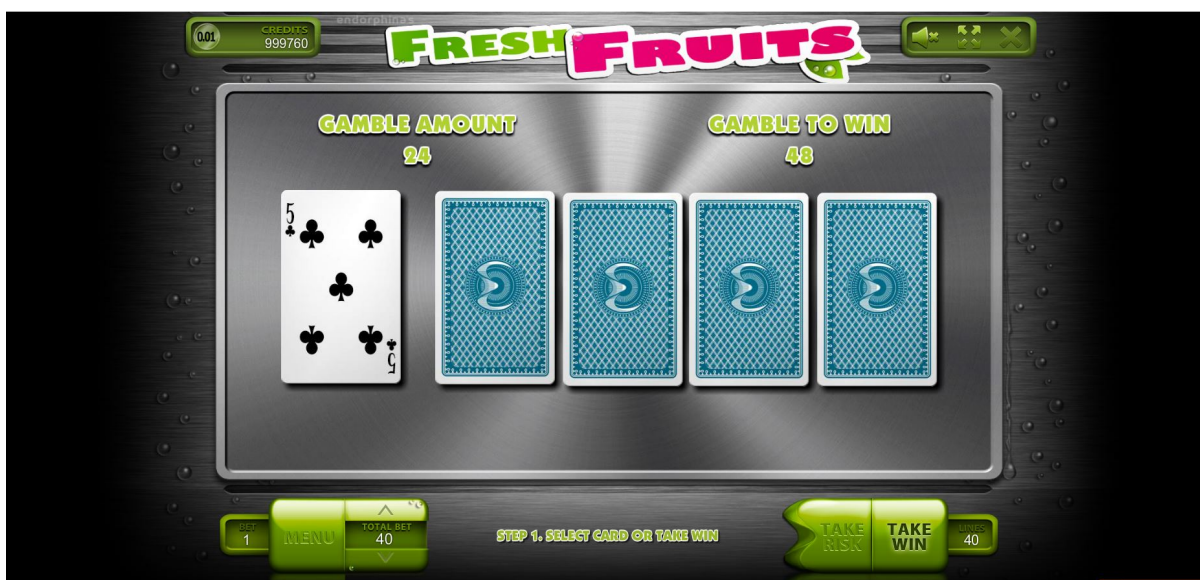 endorphina
0.01
CREDITS
999760
FRESH FRUITS
GAMBLE AMOUNT
24
GAMBLE TO WIN
48
5
5
STEP 1. SELECT CARD OR TAKE WIN
BET
1
MENU
TOTAL BET
40
TAKE
RISK
TAKE
WIN
LINES
40